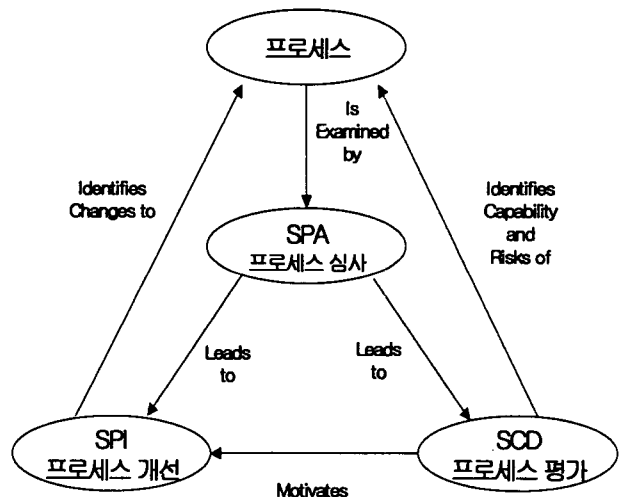 프로세스
Is
Examined
by
Identifies
Changes to
Identifies
Capability
and
Risks of
SPA
프로세스 심사
Leads
to
Leads
to
SPI
프로세스 개선
SCD
프로세스 평가
Motivates